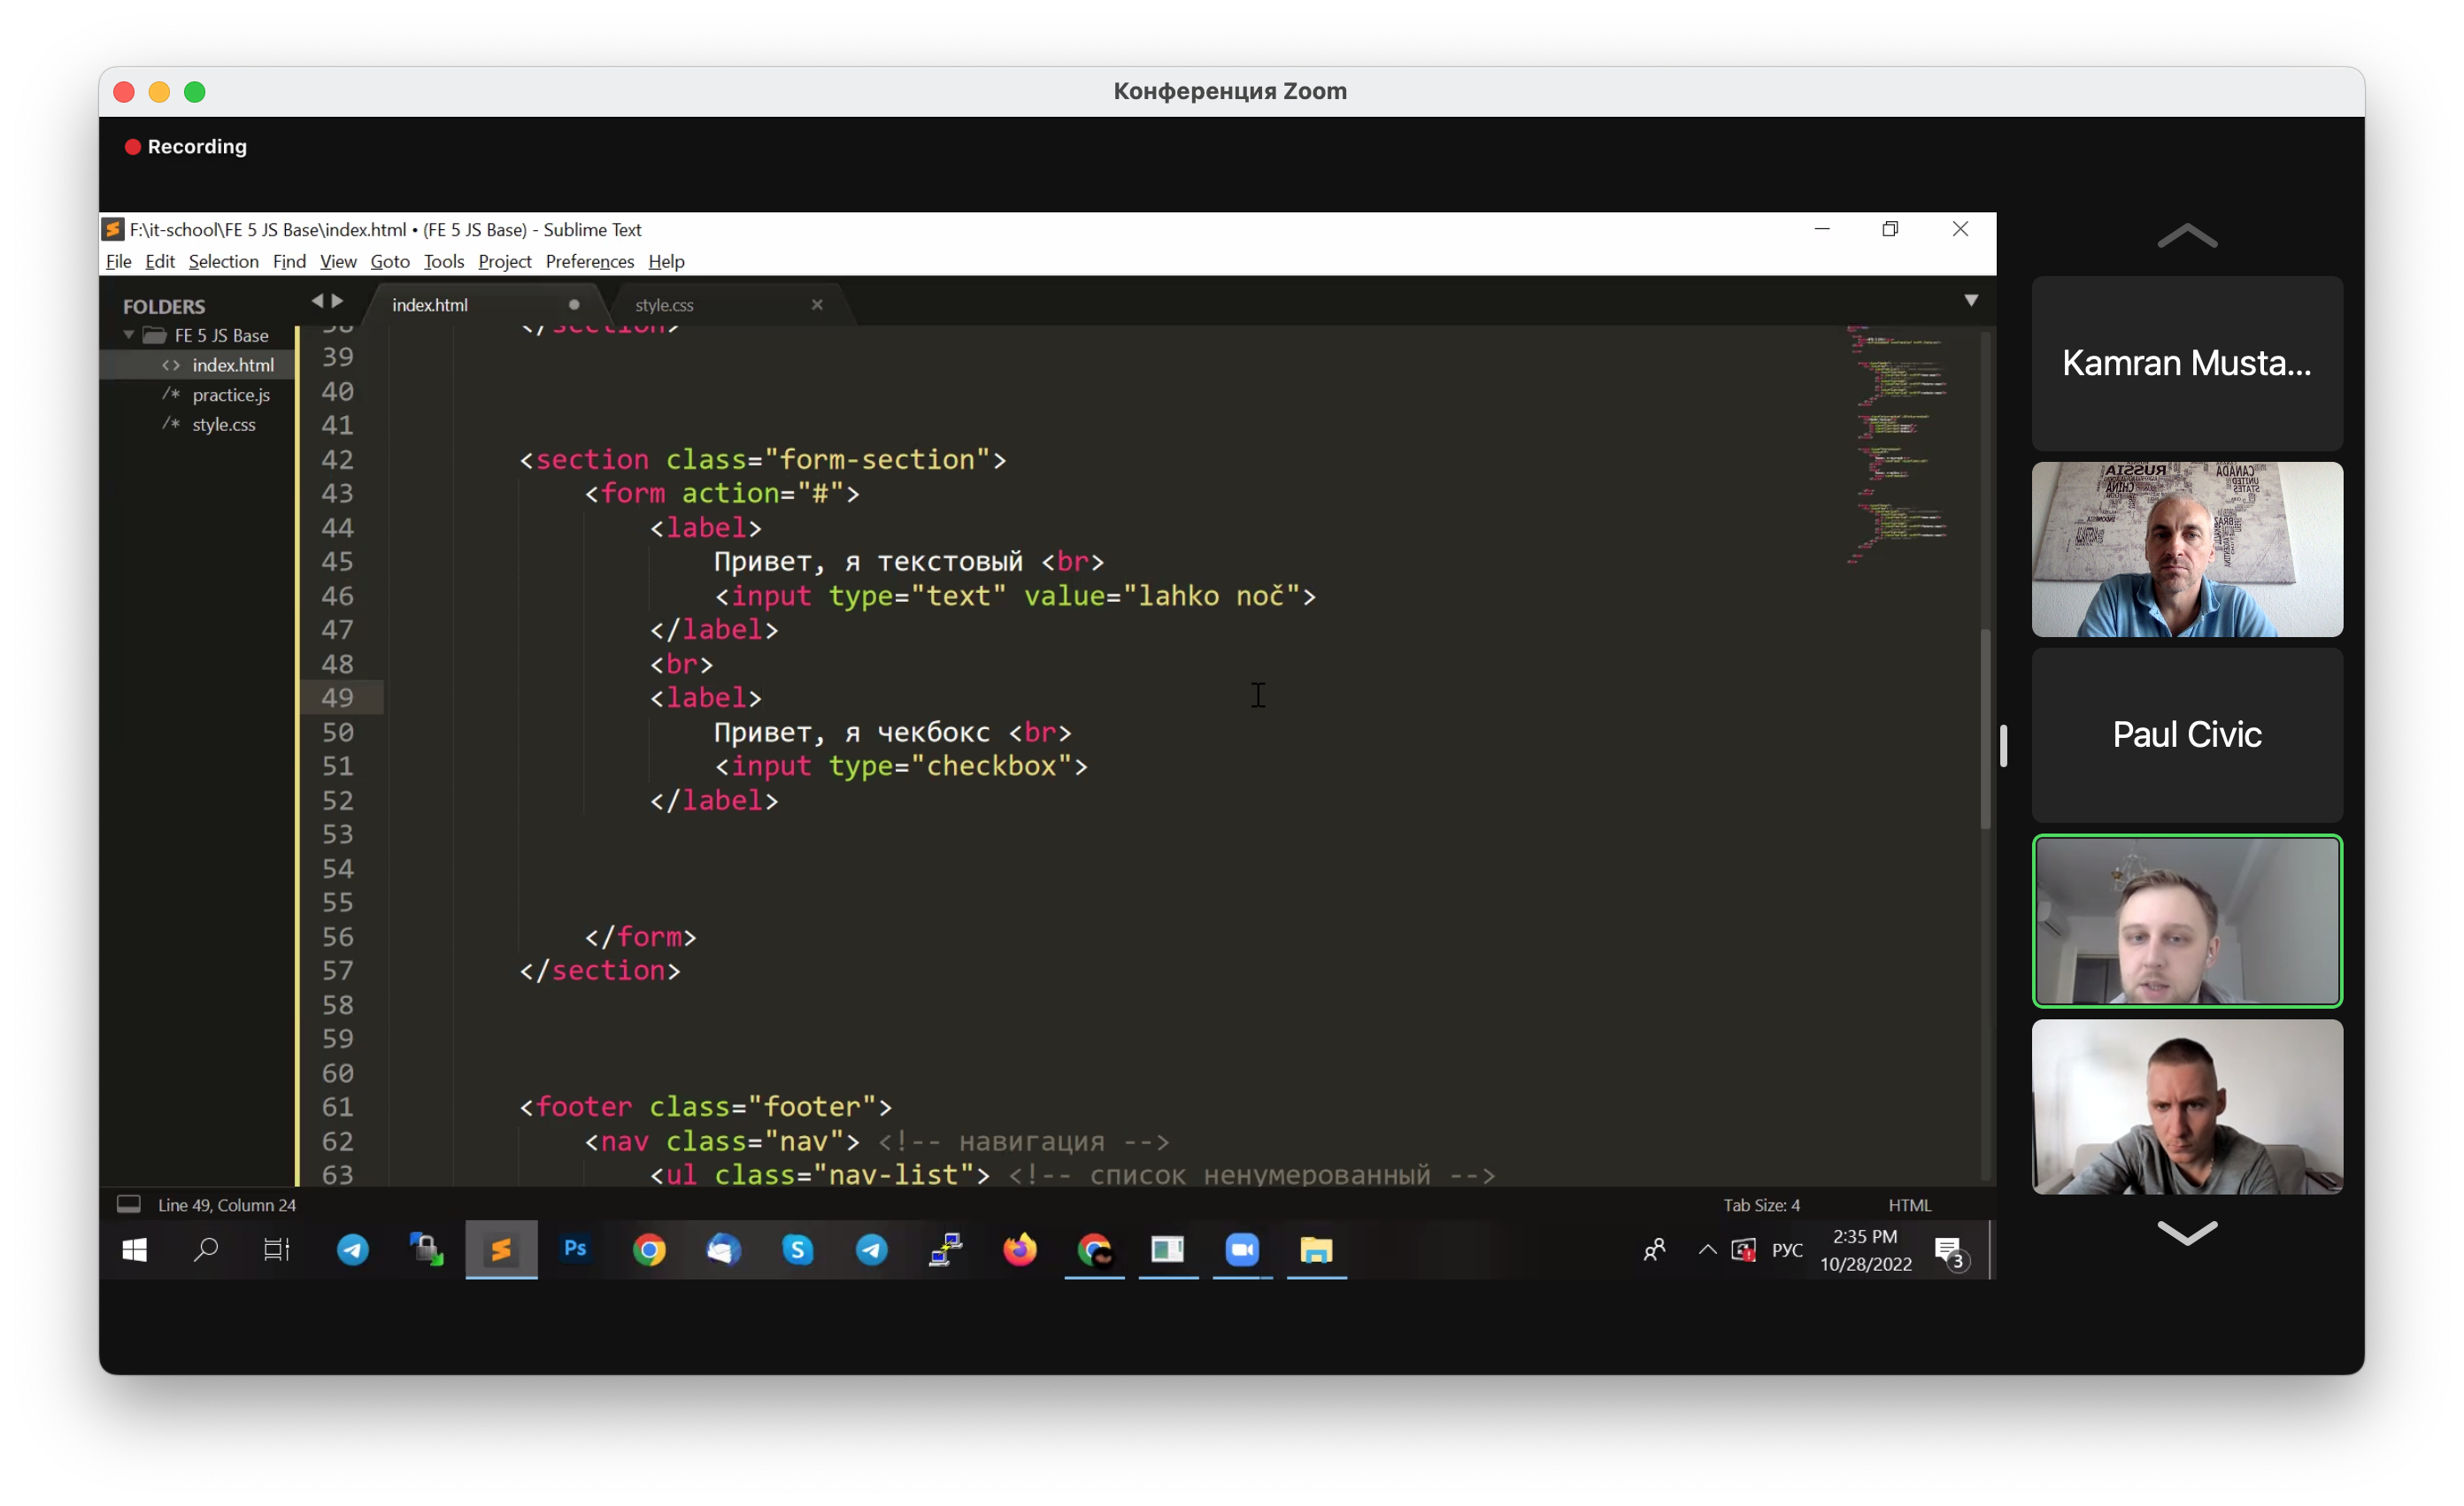 Конференция Zoom
Recording
F:\it-school\FE 5 JS Base\index.html • (FE 5 JS Base) - Sublime Text
File Edit Selection Find View Goto Tools Project Preferences Help
FOLDERS
FE 5 JS Base
<> index.html
/* practice.js
/* style.css
index.html
style.css
38 </section>
39
40
41
42 <section class="form-section">
43 <form action="#">
44 <label>
45 Привет, я текстовый <br>
46 <input type="text" value="lahko noč">
47 </label>
48 <br>
49 <label>
50 Привет, я чекбокс <br>
51 <input type="checkbox">
52 </label>
53
54
55
56 </form>
57 </section>
58
59
60
61 <footer class="footer">
62 <nav class="nav"> <!-- навигация -->
63 <ul class="nav-list"> <!-- список ненумерованный -->
Line 49, Column 24
Tab Size: 4
HTML
Ps
S
РУС
2:35 PM
10/28/2022
3
Kamran Musta...
RUSSIA
CANADA
UNITED
STATES
CHINA
Paul Civic